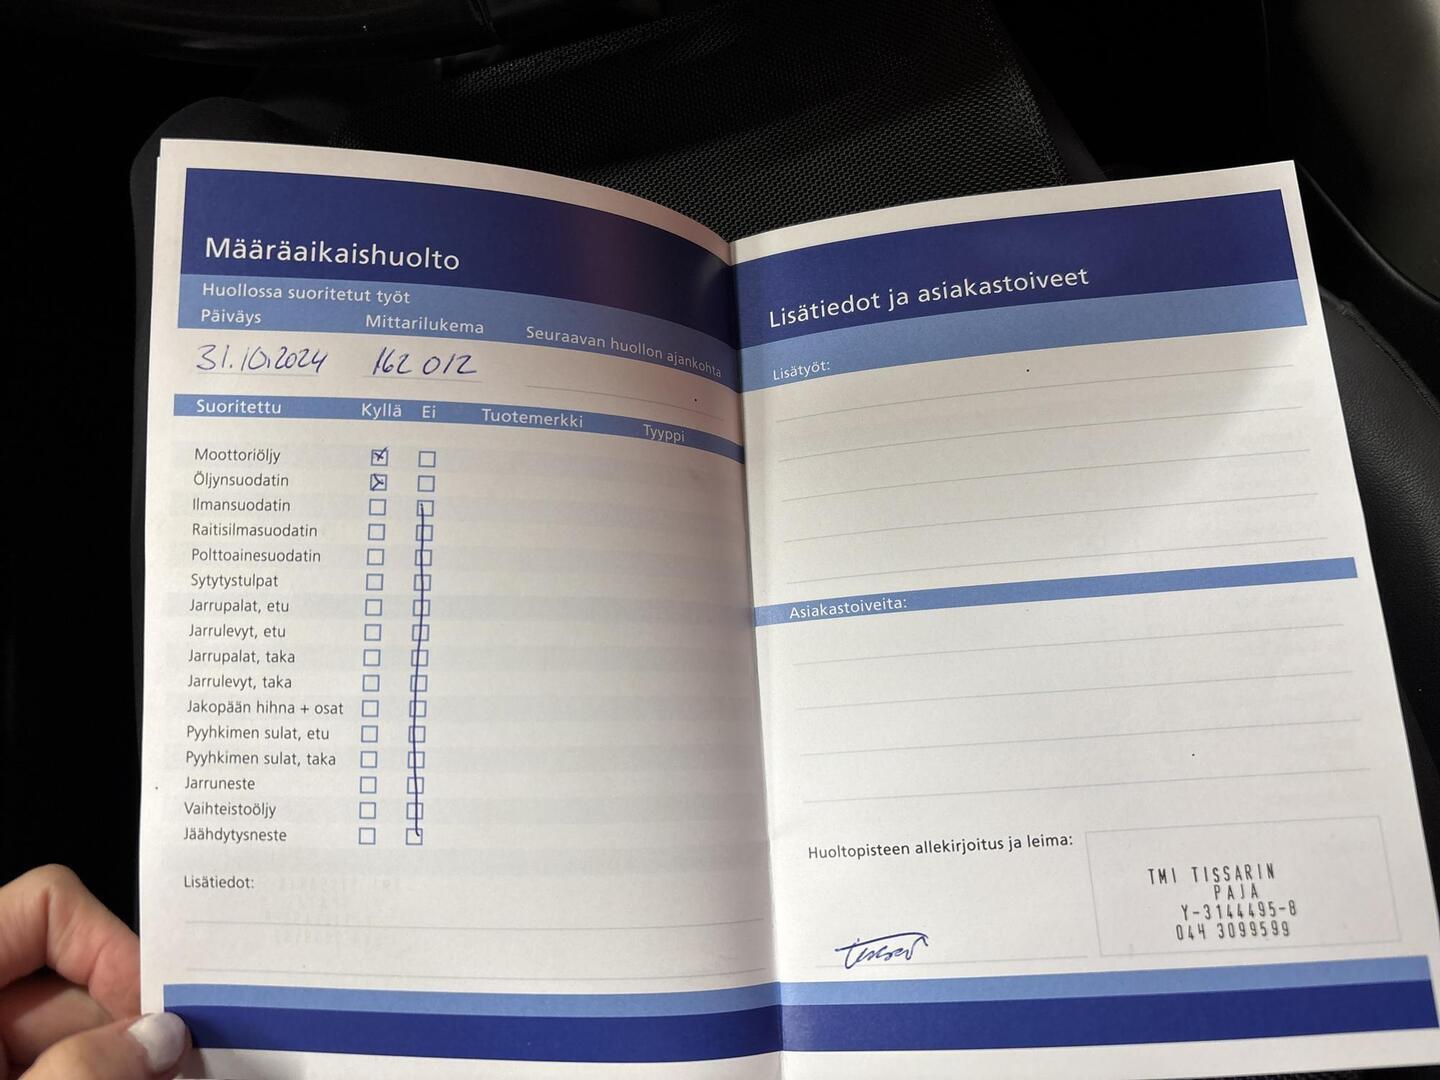 Määräaikaishuolto
Huollossa suoritetut työt
Päiväys Mittarilukema Seuraavan huollon ajankohta
31.10.2024 162 012
Suoritettu Kyllä Ei Tuotemerkki Tyyppi
Moottoriöljy
Öljynsuodatin
Ilmansuodatin
Raitisilmasuodatin
Polttoainesuodatin
Sytytystulpat
Jarrupalat, etu
Jarrulevyt, etu
Jarrupalat, taka
Jarrulevyt, taka
Jakopään hihna + osat
Pyyhkimen sulat, etu
Pyyhkimen sulat, taka
Jarruneste
Vaihteistoöljy
Jäähdytysneste
Lisätiedot:
Lisätiedot ja asiakastoiveet
Lisätyöt:
Asiakastoiveita:
Huoltopisteen allekirjoitus ja leima:
TMI TISSARIN
PAJA
Y-3144495-8
044 3099599